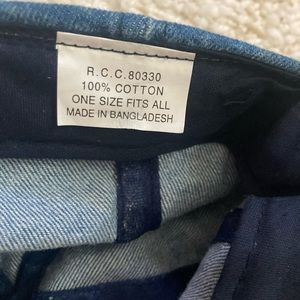 R.C.C.80330
100% COTTON
ONE SIZE FITS ALL
MADE IN BANGLADESH